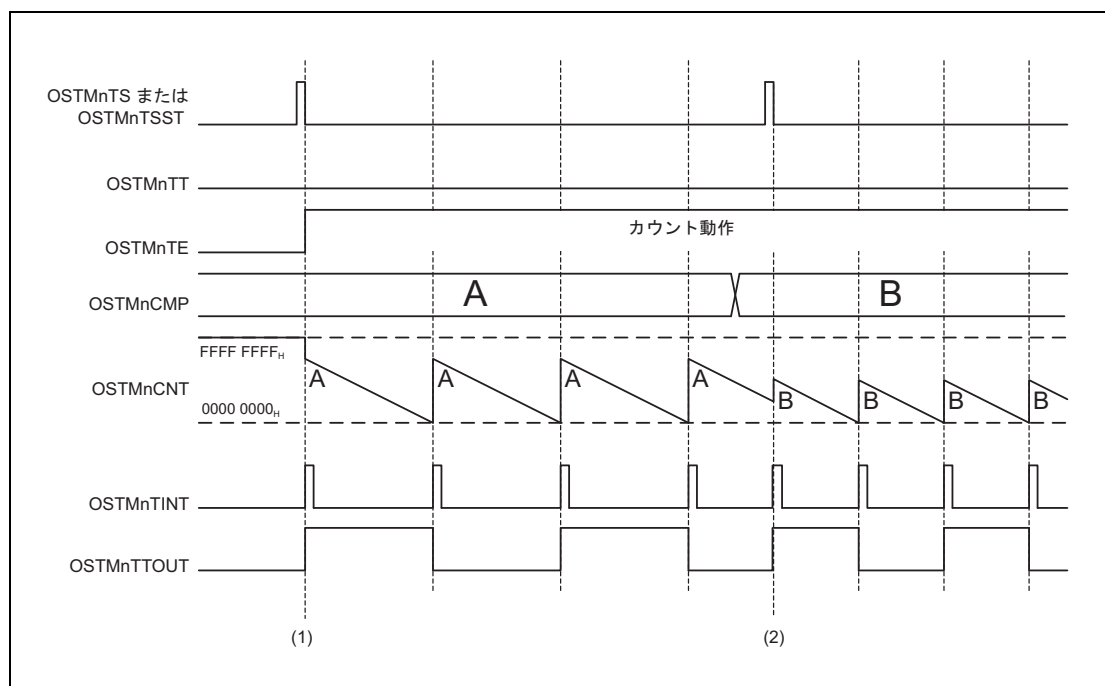 OSTMnTS または
OSTMnTSST
OSTMnTT
カウント動作
OSTMnTE
A
B
OSTMnCMP
FFFF FFFFH
OSTMnCNT
A
A
A
A
B
B
B
B
0000 0000H
OSTMnTINT
OSTMnTTOUT
(1)
(2)